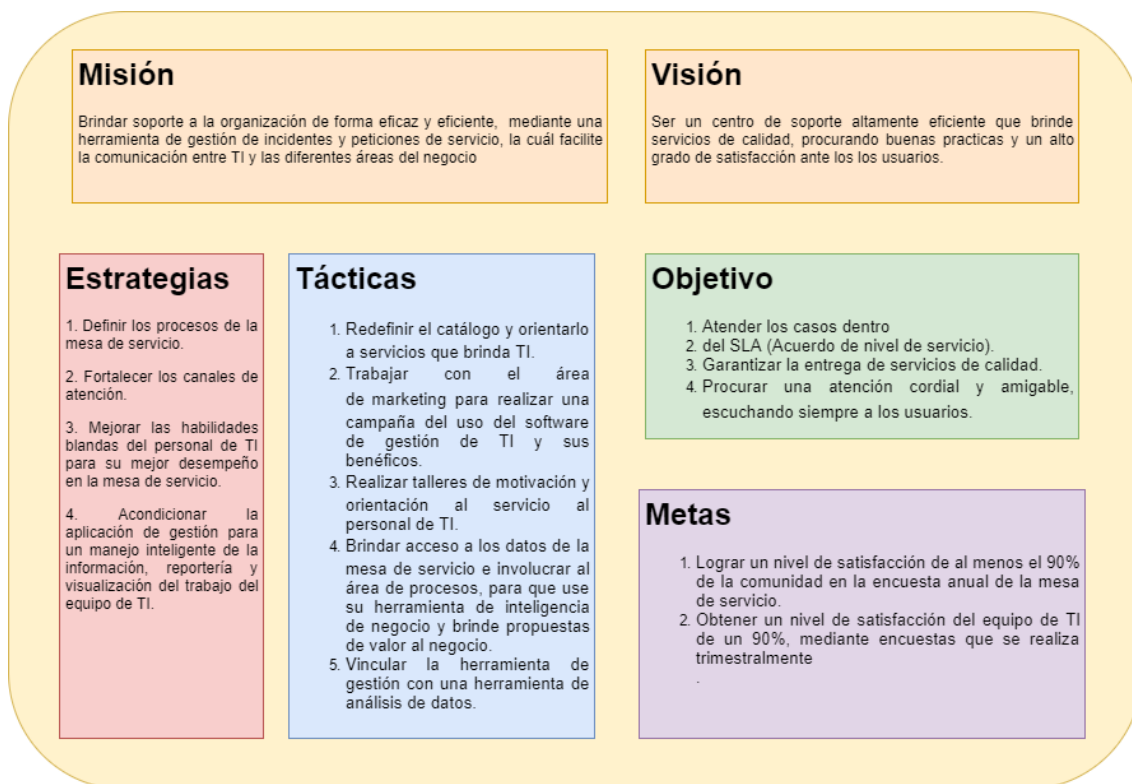 Misión
Brindar soporte a la organización de forma eficaz y eficiente, mediante una
herramienta de gestión de incidentes y peticiones de servicio, la cuál facilite
la comunicación entre TI y las diferentes áreas del negocio
Visión
Ser un centro de soporte altamente eficiente que brinde
servicios de calidad, procurando buenas practicas y un alto
grado de satisfacción ante los los usuarios.
Estrategias
1. Definir los procesos de la
mesa de servicio.
2. Fortalecer los canales de
atención.
3. Mejorar las habilidades
blandas del personal de TI
para su mejor desempeño
en la mesa de servicio.
4. Acondicionar la
aplicación de gestión para
un manejo inteligente de la
información, reportería y
visualización del trabajo del
equipo de TI.
Tácticas
1. Redefinir el catálogo y orientarlo
a servicios que brinda TI.
2. Trabajar con el área
de marketing para realizar una
campaña del uso del software
de gestión de TI y sus
benéficos.
3. Realizar talleres de motivación y
orientación al servicio al
personal de TI.
4. Brindar acceso a los datos de la
mesa de servicio e involucrar al
área de procesos, para que use
su herramienta de inteligencia
de negocio y brinde propuestas
de valor al negocio.
5. Vincular la herramienta de
gestión con una herramienta de
análisis de datos.
Objetivo
1. Atender los casos dentro
2. del SLA (Acuerdo de nivel de servicio).
3. Garantizar la entrega de servicios de calidad.
4. Procurar una atención cordial y amigable,
escuchando siempre a los usuarios.
Metas
1. Lograr un nivel de satisfacción de al menos el 90%
de la comunidad en la encuesta anual de la mesa
de servicio.
2. Obtener un nivel de satisfacción del equipo de TI
de un 90%, mediante encuestas que se realiza
trimestralmente
.